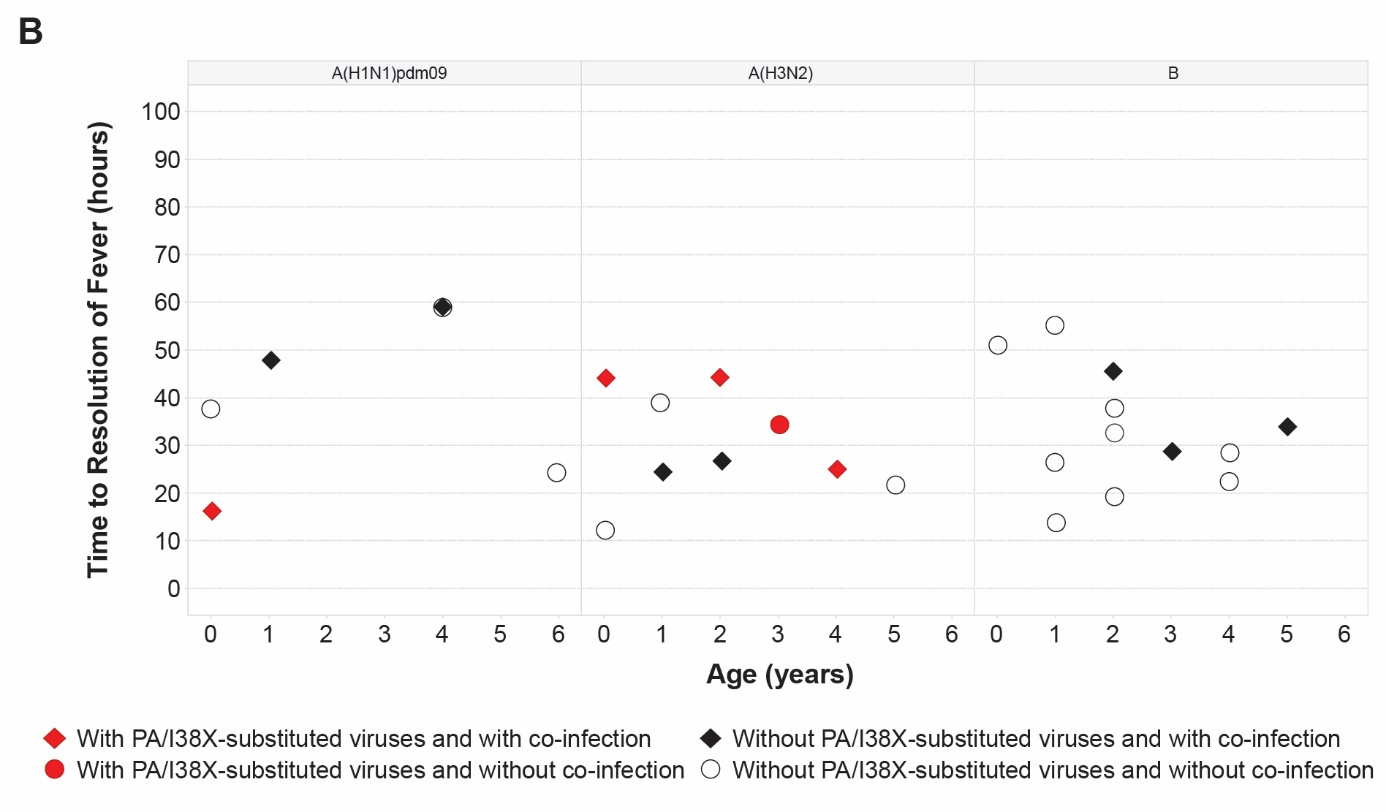 B
A(H1N1)pdm09 A(H3N2) B
Time to Resolution of Fever (hours)
100
90
80
70
60
50
40
30
20
10
0
0 1 2 3 4 5 6 0 1 2 3 4 5 6 0 1 2 3 4 5 6
Age (years)
With PA/I38X-substituted viruses and with co-infection Without PA/I38X-substituted viruses and with co-infection
With PA/I38X-substituted viruses and without co-infection Without PA/I38X-substituted viruses and without co-infection